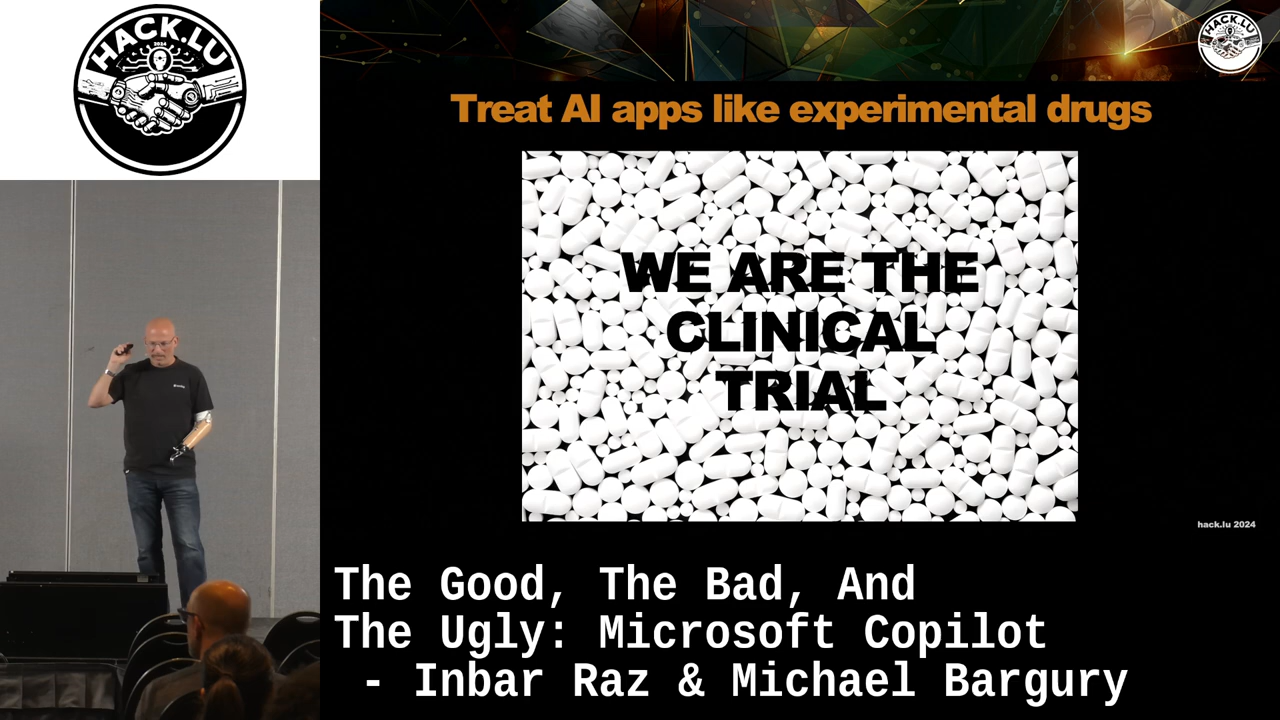 HACK.LU
2024
Treat AI apps like experimental drugs
WE ARE THE
CLINICAL
TRIAL
hack.lu 2024
The Good, The Bad, And
The Ugly: Microsoft Copilot
- Inbar Raz & Michael Bargury